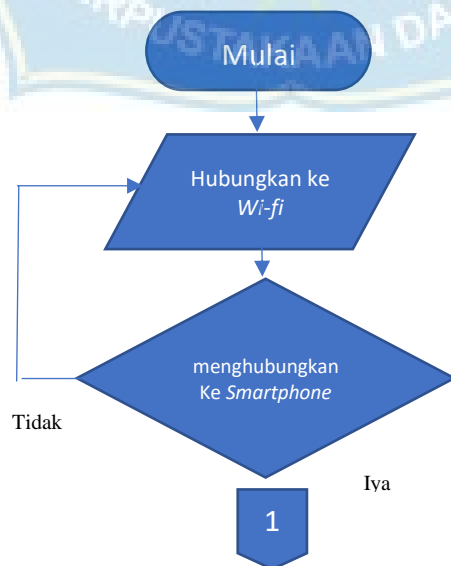 Mulai
Hubungkan ke
Wi-fi
menghubungkan
Ke Smartphone
Tidak
Iya
1